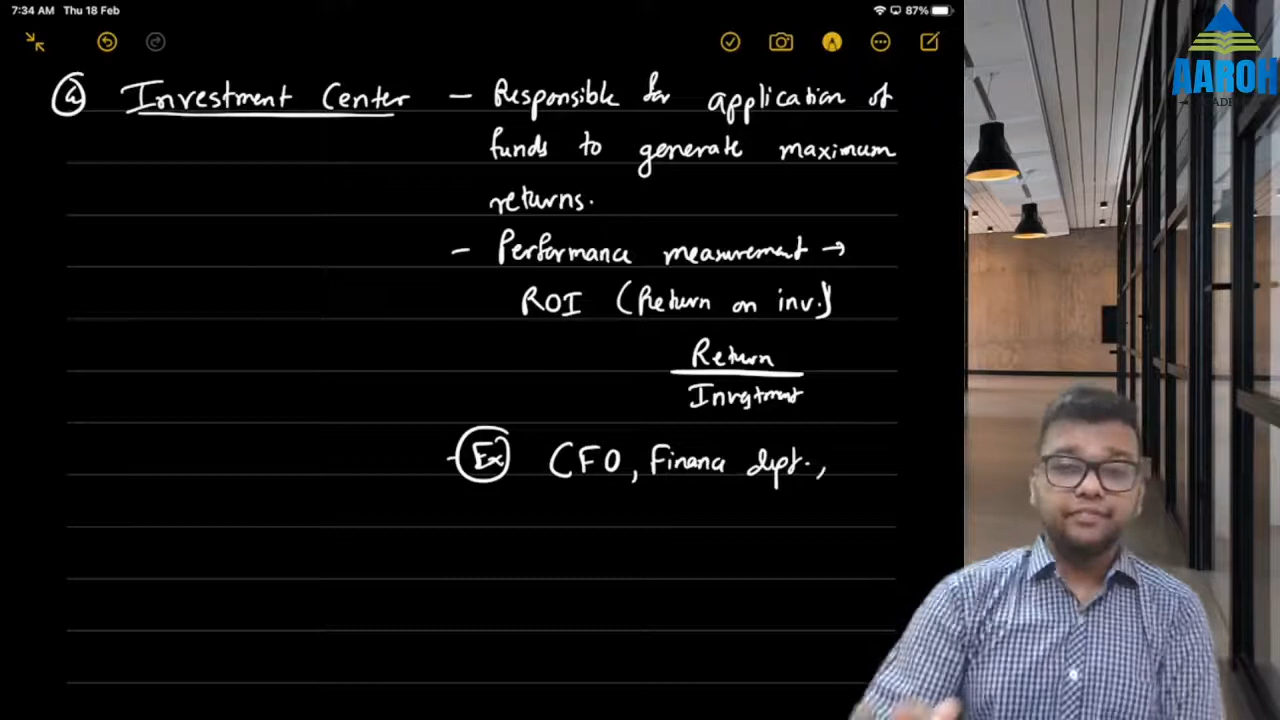 7:34 AM Thu 18 Feb
87%
AAROH
4 Investment Center - Responsible for application of
funds to generate maximum
returns.
- Performance measurement →
ROI (Return on inv.)
Return
Investment
- Ex CFO, Finance dept.,